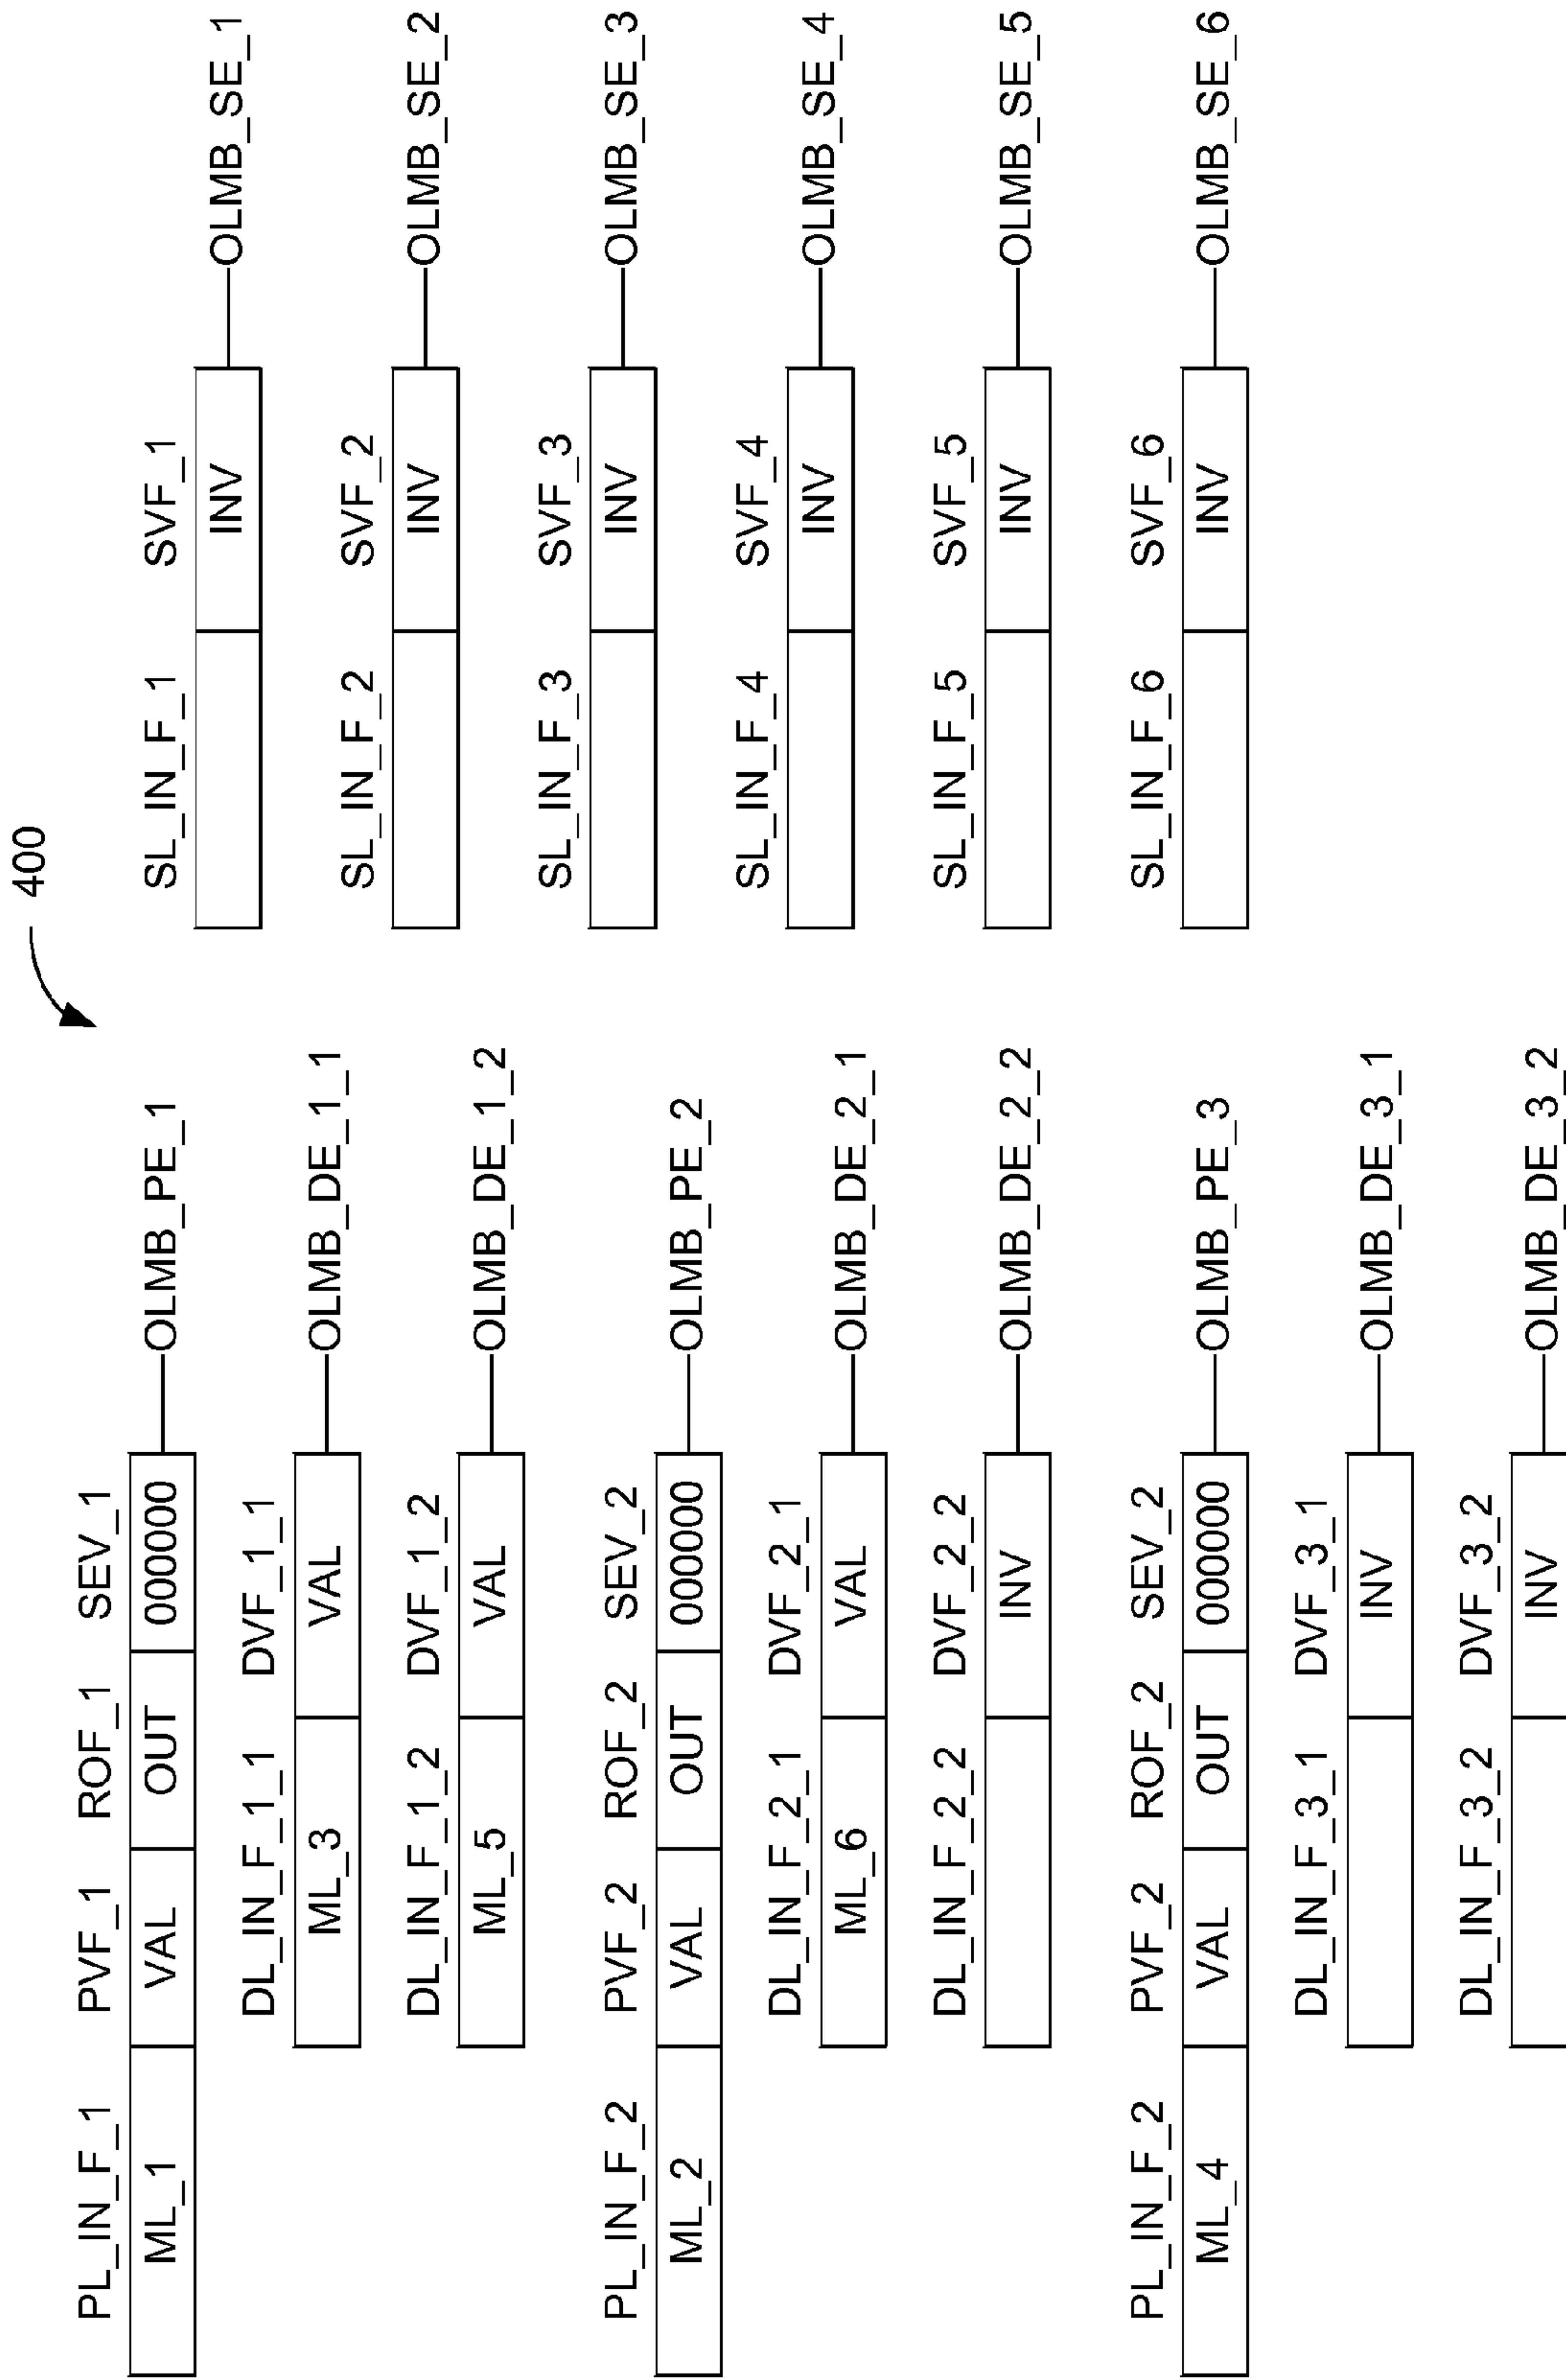 400
PL_IN_F_1 PVF_1 ROF_1 SEV_1
ML_1 VAL OUT 000000 OLMB_PE_1
DL_IN_F_1_1 DVF_1_1
ML_3 VAL OLMB_DE_1_1
DL_IN_F_1_2 DVF_1_2
ML_5 VAL OLMB_DE_1_2
PL_IN_F_2 PVF_2 ROF_2 SEV_2
ML_2 VAL OUT 000000 OLMB_PE_2
DL_IN_F_2_1 DVF_2_1
ML_6 VAL OLMB_DE_2_1
DL_IN_F_2_2 DVF_2_2
INV OLMB_DE_2_2
PL_IN_F_2 PVF_2 ROF_2 SEV_2
ML_4 VAL OUT 000000 OLMB_PE_3
DL_IN_F_3_1 DVF_3_1
INV OLMB_DE_3_1
DL_IN_F_3_2 DVF_3_2
INV OLMB_DE_3_2
SL_IN_F_1 SVF_1
INV OLMB_SE_1
SL_IN_F_2 SVF_2
INV OLMB_SE_2
SL_IN_F_3 SVF_3
INV OLMB_SE_3
SL_IN_F_4 SVF_4
INV OLMB_SE_4
SL_IN_F_5 SVF_5
INV OLMB_SE_5
SL_IN_F_6 SVF_6
INV OLMB_SE_6